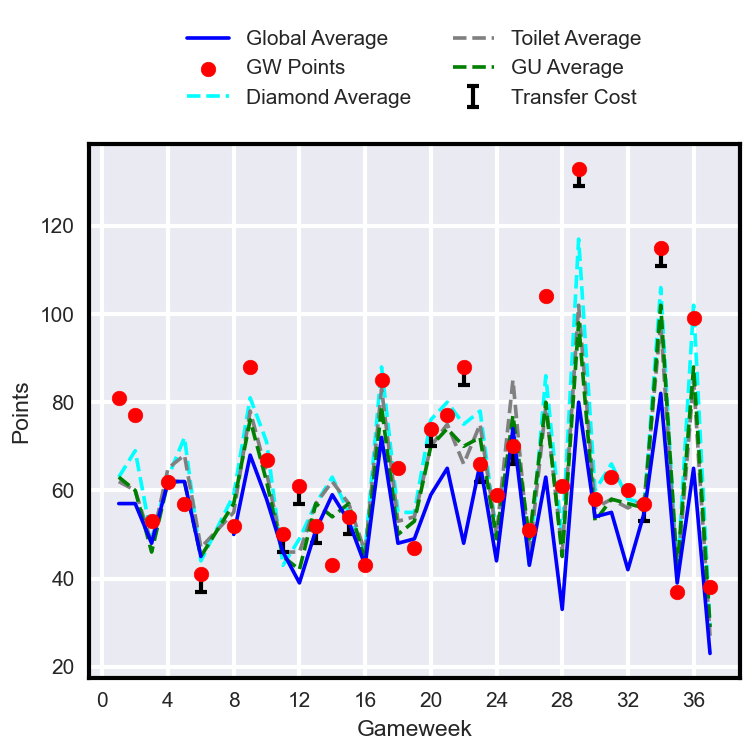 Global Average
GW Points
Diamond Average
Toilet Average
GU Average
Transfer Cost
Points
120
100
80
60
40
20
0 4 8 12 16 20 24 28 32 36
Gameweek